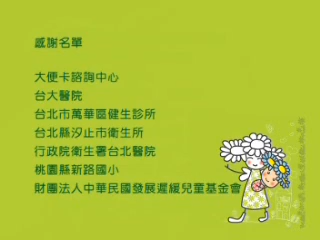 感謝名單
大便卡諮詢中心
台大醫院
台北市萬華區健生診所
台北縣汐止市衛生所
行政院衛生署台北醫院
桃園縣新路國小
財團法人中華民國發展遲緩兒童基金會